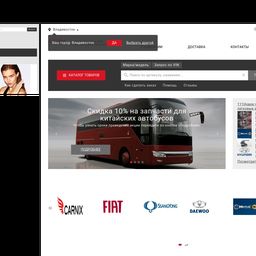 Владивосток
Ваш город: Владивосток
ДА
Выбрать другой
ДОСТАВКА
КОНТАКТЫ
Марка/модель
Запрос по VIN
КАТАЛОГ ТОВАРОВ
Поиск по артикулу, названию
Как сделать заказ
Помощь
Отзывы
Скидка 10% на запчасти для
китайских автобусов
ПОДРОБНЕЕ
CARNIX
FIAT
SSANGYONG
DAEWOO